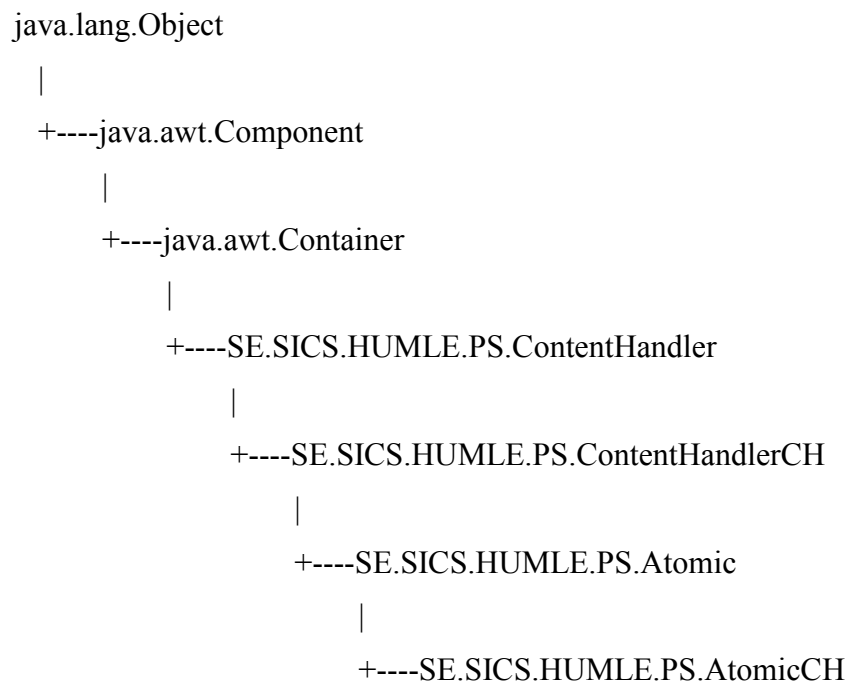 java.lang.Object
|
+----java.awt.Component
|
+----java.awt.Container
|
+----SE.SICS.HUMLE.PS.ContentHandler
|
+----SE.SICS.HUMLE.PS.ContentHandlerCH
|
+----SE.SICS.HUMLE.PS.Atomic
|
+----SE.SICS.HUMLE.PS.AtomicCH